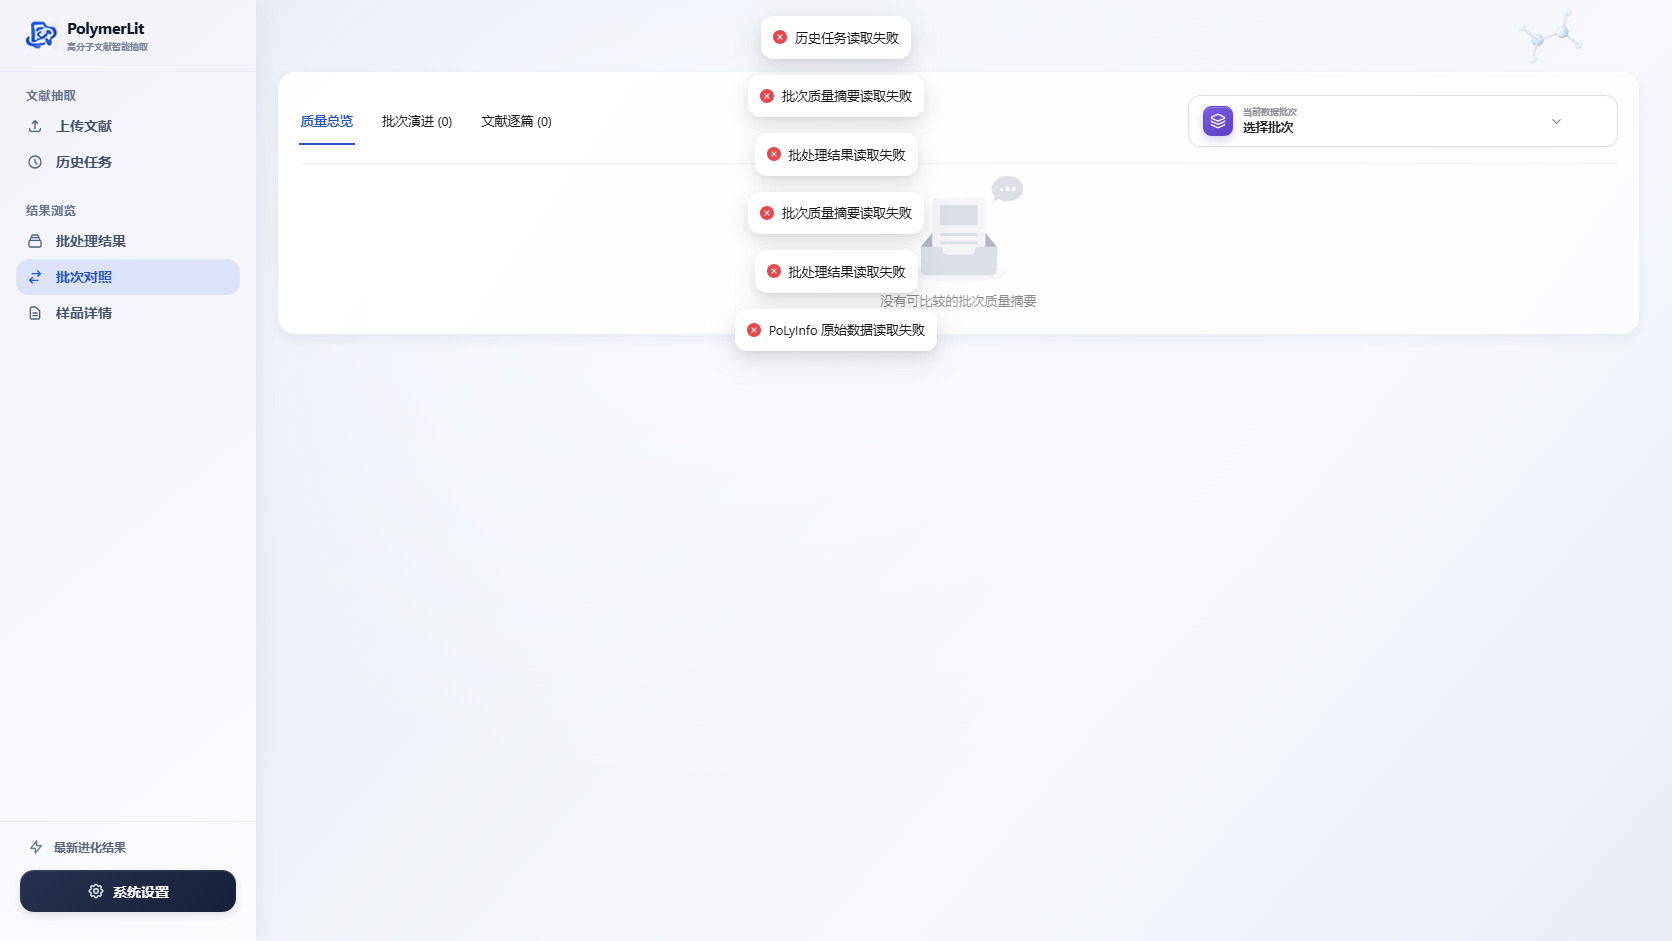 PolymerLit
高分子文献智能抽取
文献抽取
上传文献
历史任务
结果浏览
批处理结果
批次对照
样品详情
最新进化结果
系统设置
历史任务读取失败
批次质量摘要读取失败
批处理结果读取失败
批次质量摘要读取失败
批处理结果读取失败
PoLyInfo 原始数据读取失败
质量总览
批次演进 (0)
文献逐篇 (0)
当前数据批次
选择批次
没有可比较的批次质量摘要